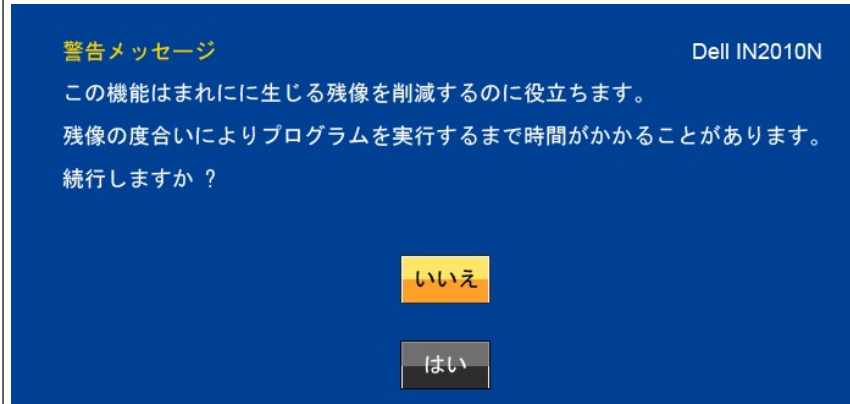 警告メッセージ Dell IN2010N
この機能はまれにに生じる残像を削減するのに役立ちます。
残像の度合いによりプログラムを実行するまで時間がかかることがあります。
続行しますか ?
いいえ
はい